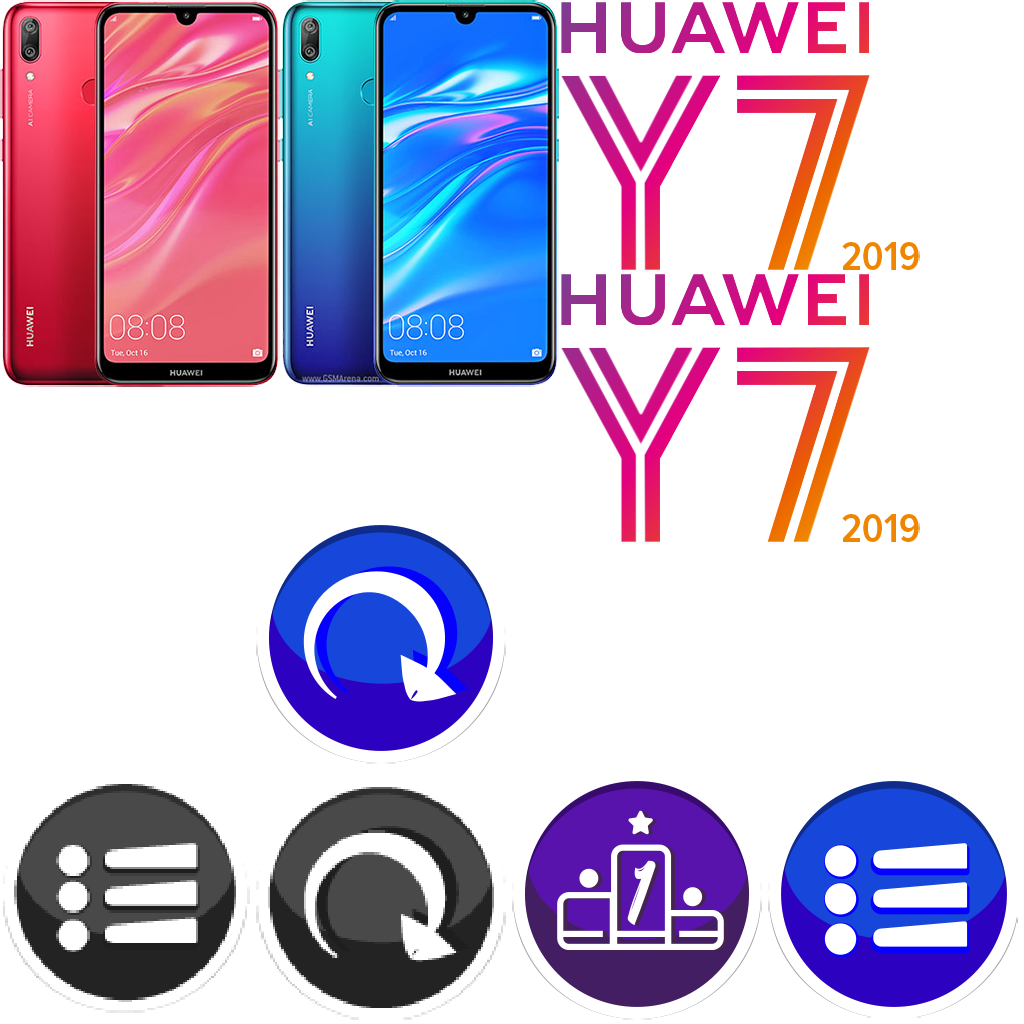 AI CAMERA
HUAWEI
08:08
Tue, Oct 16
HUAWEI
AI CAMERA
HUAWEI
www.GSMArena.com
08:08
Tue, Oct 16
HUAWEI
HUAWEI
Y7
2019
HUAWEI
Y7
2019
1